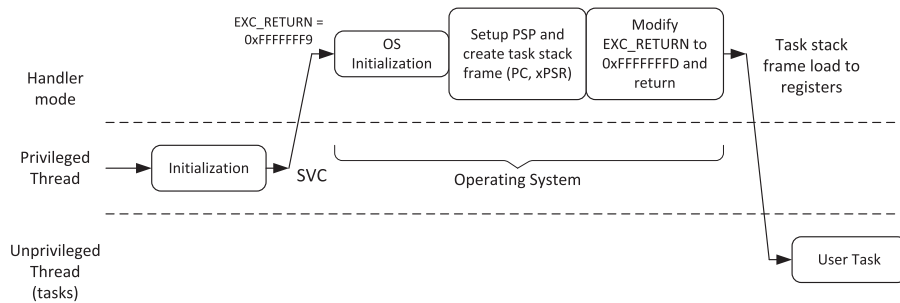 EXC_RETURN =
0xFFFFFFF9
OS
Initialization
Setup PSP and
create task stack
frame (PC, xPSR)
Modify
EXC_RETURN to
0xFFFFFFFD and
return
Task stack
frame load to
registers
Handler
mode
Privileged
Thread
Initialization
SVC
Operating System
Unprivileged
Thread
(tasks)
User Task